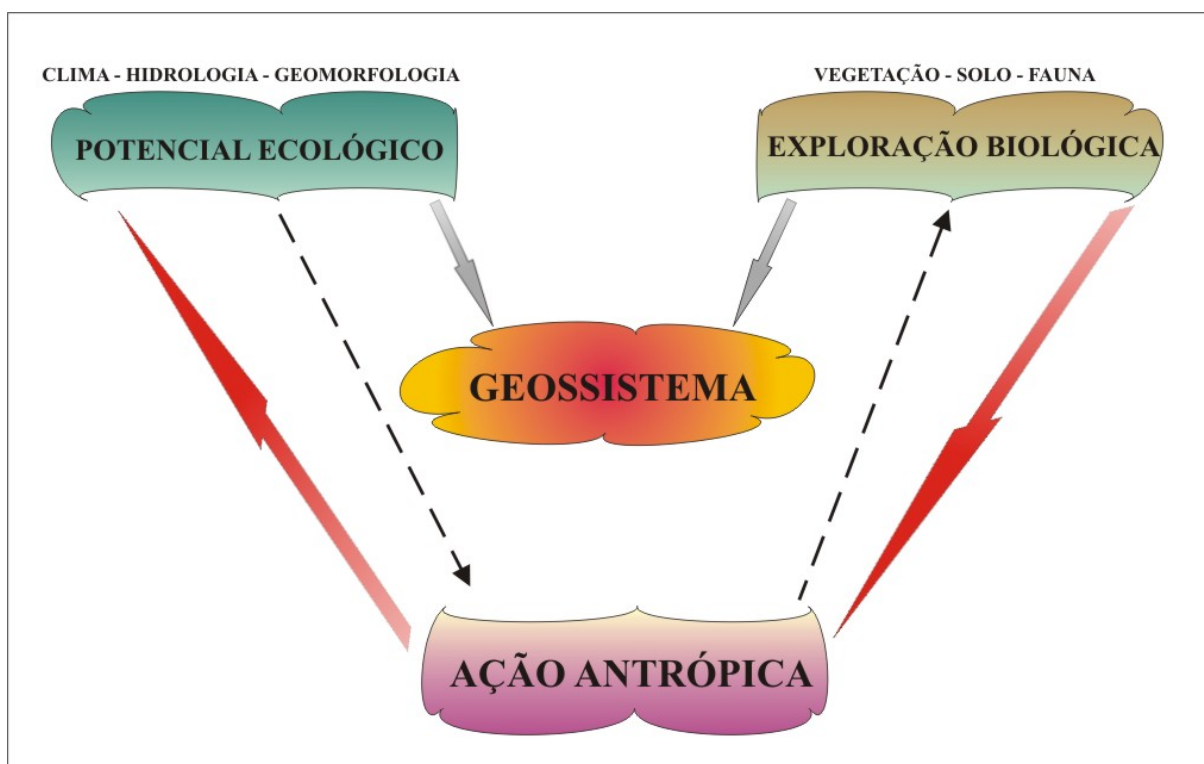 CLIMA - HIDROLOGIA - GEOMORFOLOGIA
POTENCIAL ECOLÓGICO
VEGETAÇÃO - SOLO - FAUNA
EXPLORAÇÃO BIOLÓGICA
GEOSSISTEMA
AÇÃO ANTRÓPICA